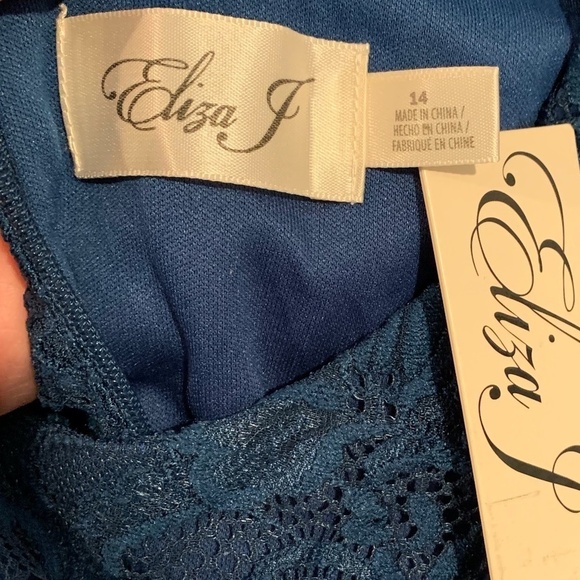 Eliza J
14
MADE IN CHINA /
HECHO EN CHINA /
FABRIQUÉ EN CHINE
Eliza J